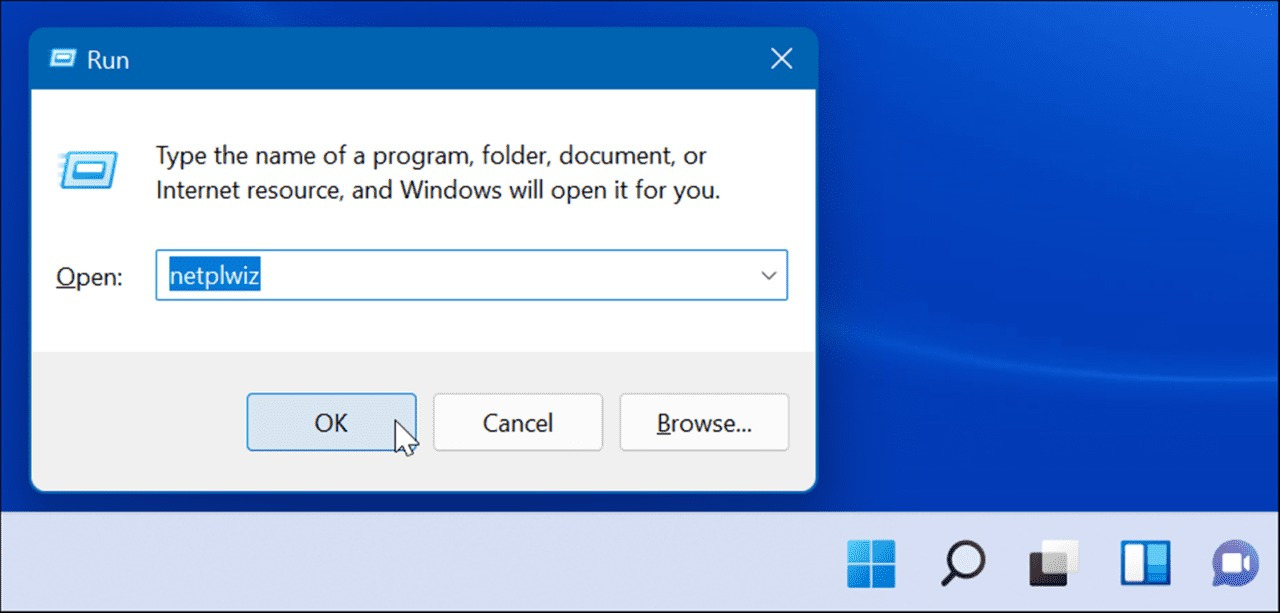 Run
Type the name of a program, folder, document, or
Internet resource, and Windows will open it for you.
Open: netplwiz
OK Cancel Browse...